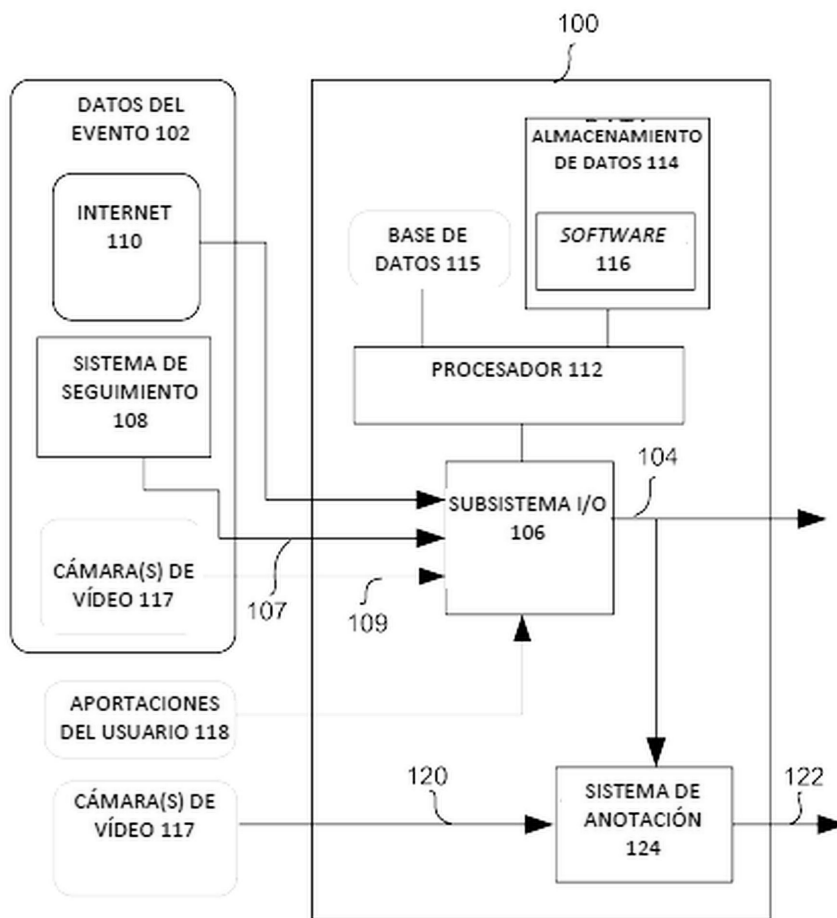 100
DATOS DEL
EVENTO 102
INTERNET
110
SISTEMA DE
SEGUIMIENTO
108
CÁMARA(S) DE
VÍDEO 117
ALMACENAMIENTO
DE DATOS 114
SOFTWARE
116
BASE DE
DATOS 115
PROCESADOR 112
SUBSISTEMA I/O
106
104
107
109
APORTACIONES
DEL USUARIO 118
CÁMARA(S) DE
VÍDEO 117
120
SISTEMA DE
ANOTACIÓN
124
122